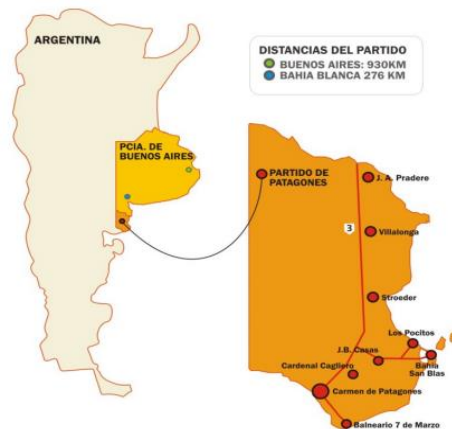 ARGENTINA
DISTANCIAS DEL PARTIDO
BUENOS AIRES: 930KM
BAHIA BLANCA 276 KM
PCIA. DE
BUENOS AIRES
PARTIDO DE
PATAGONES
J. A. Pradero
3
Villalonga
Stroeder
Los Pocitos
J.B. Casas
Bahía
San Blas
Cardenal Cagliero
Carmen de Patagones
Balneario 7 de Marzo